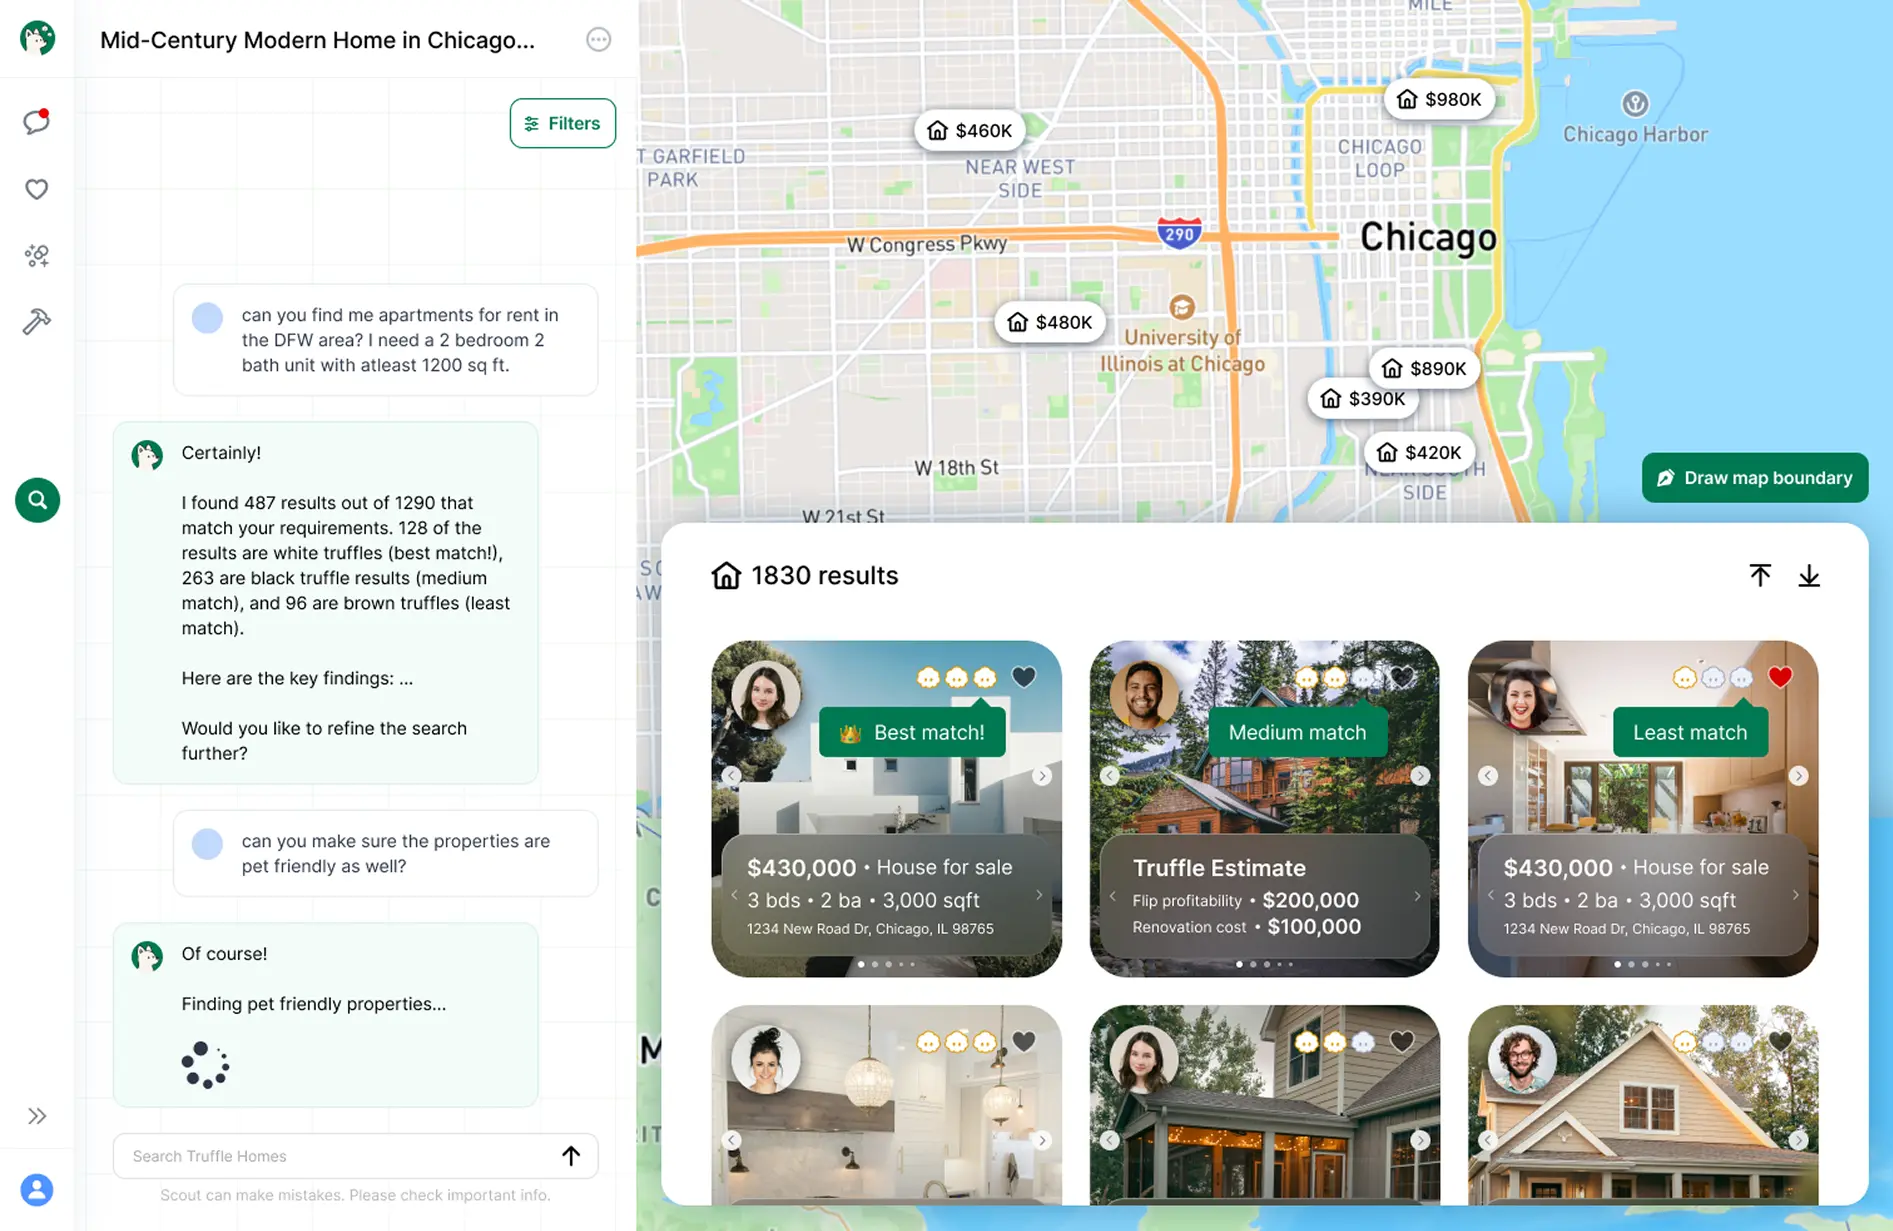 Mid-Century Modern Home in Chicago...
Filters
can you find me apartments for rent in
the DFW area? I need a 2 bedroom 2
bath unit with atleast 1200 sq ft.
Certainly!
I found 487 results out of 1290 that
match your requirements. 128 of the
results are white truffles (best match!),
263 are black truffle results (medium
match), and 96 are brown truffles (least
match).
Here are the key findings: ...
Would you like to refine the search
further?
can you make sure the properties are
pet friendly as well?
Of course!
Finding pet friendly properties...
Search Truffle Homes
Scout can make mistakes. Please check important info.
MILE
$980K
Chicago Harbor
$460K
T GARFIELD
PARK
NEAR WEST
SIDE
CHICAGO
LOOP
290
Chicago
W Congress Pkwy
$480K
University of
Illinois at Chicago
$890K
$390K
$420K
W 18th St
SIDE
Draw map boundary
W 21st St
1830 results
Best match!
$430,000 • House for sale
3 bds • 2 ba • 3,000 sqft
1234 New Road Dr, Chicago, IL 98765
Medium match
Truffle Estimate
Flip profitability • $200,000
Renovation cost • $100,000
Least match
$430,000 • House for sale
3 bds • 2 ba • 3,000 sqft
1234 New Road Dr, Chicago, IL 98765